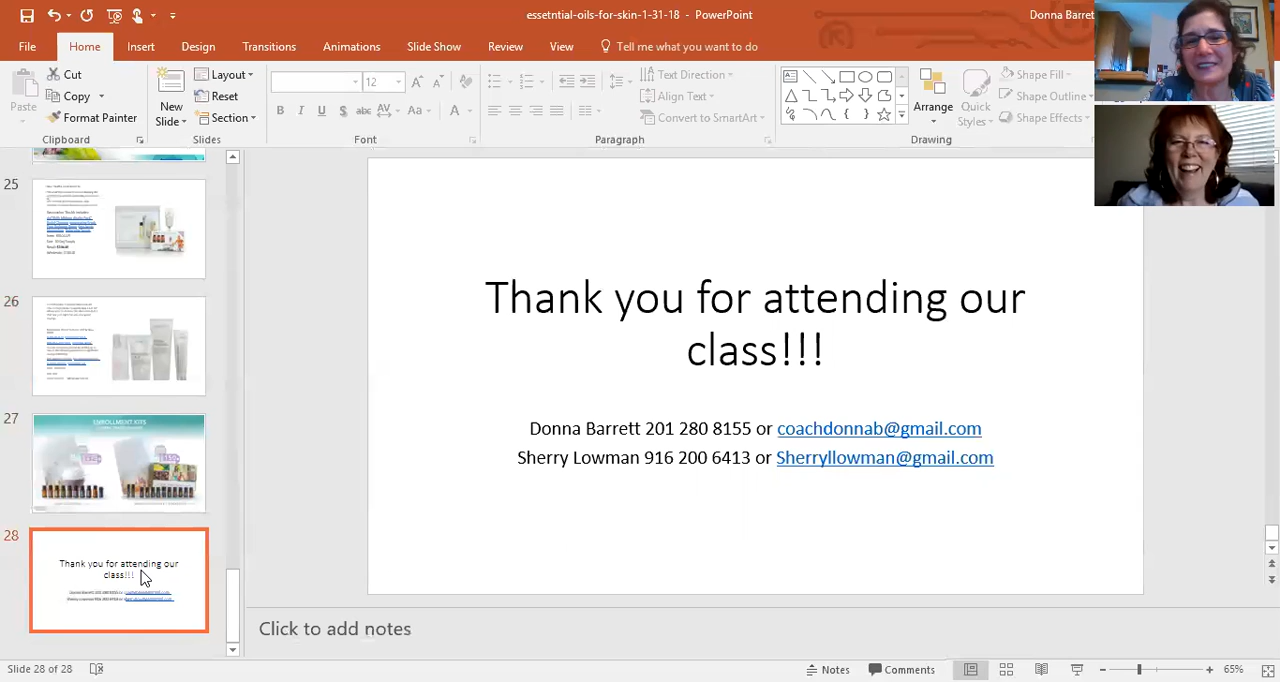 essetntial-oils-for-skin-1-31-18 - PowerPoint
Donna Barret
File Home Insert Design Transitions Animations Slide Show Review View Tell me what you want to do
Paste
Cut
Copy
Format Painter
Clipboard
New Slide
Layout
Reset
Section
Slides
12
B I U S abc AV Aa A
Font
Text Direction
Align Text
Convert to SmartArt
Paragraph
Arrange
Quick Styles
Shape Fill
Shape Outline
Shape Effects
Drawing
25
26
27
ENROLLMENT KITS
28
Thank you for attending our
class!!!
Thank you for attending our
class!!!
Donna Barrett 201 280 8155 or coachdonnab@gmail.com
Sherry Lowman 916 200 6413 or Sherryllowman@gmail.com
Click to add notes
Slide 28 of 28
Notes
Comments
65%